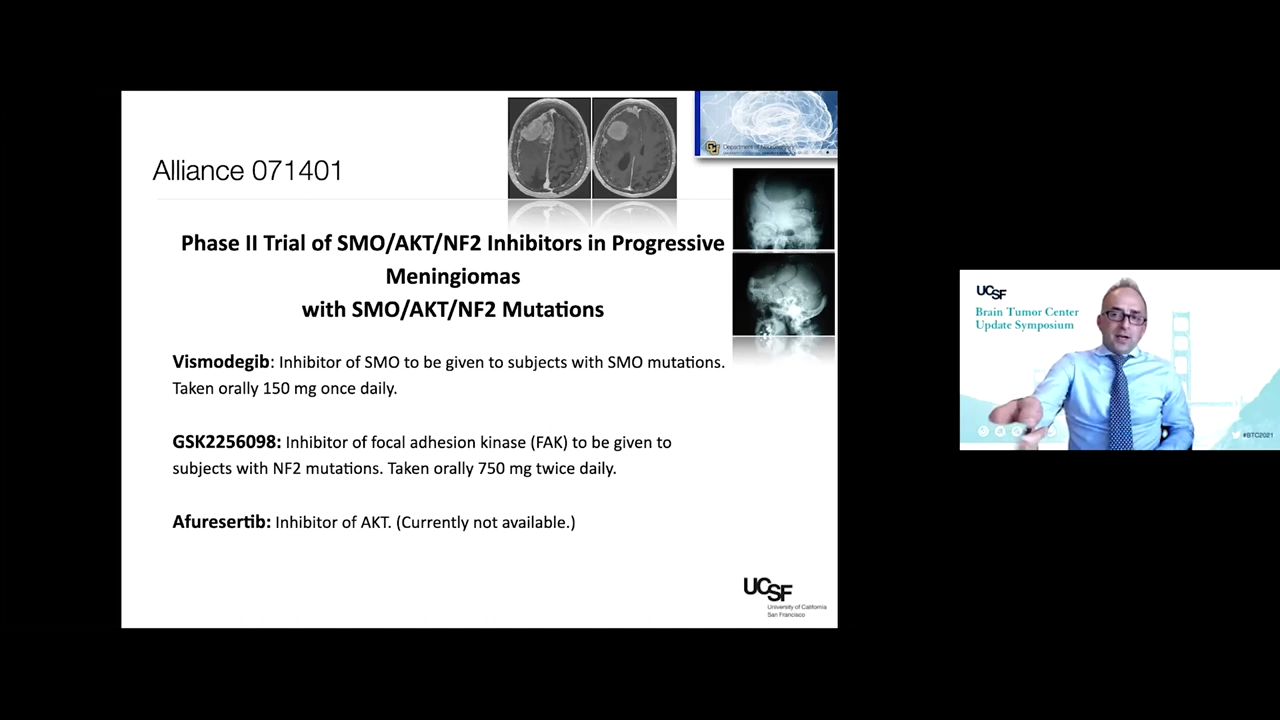 Alliance 071401
Department of Neurosurgery
Phase II Trial of SMO/AKT/NF2 Inhibitors in Progressive
Meningiomas
with SMO/AKT/NF2 Mutations
Vismodegib: Inhibitor of SMO to be given to subjects with SMO mutations.
Taken orally 150 mg once daily.
GSK2256098: Inhibitor of focal adhesion kinase (FAK) to be given to
subjects with NF2 mutations. Taken orally 750 mg twice daily.
Afuresertib: Inhibitor of AKT. (Currently not available.)
UCSF
University of California
San Francisco
UCSF
Brain Tumor Center
Update Symposium
#BTC2021